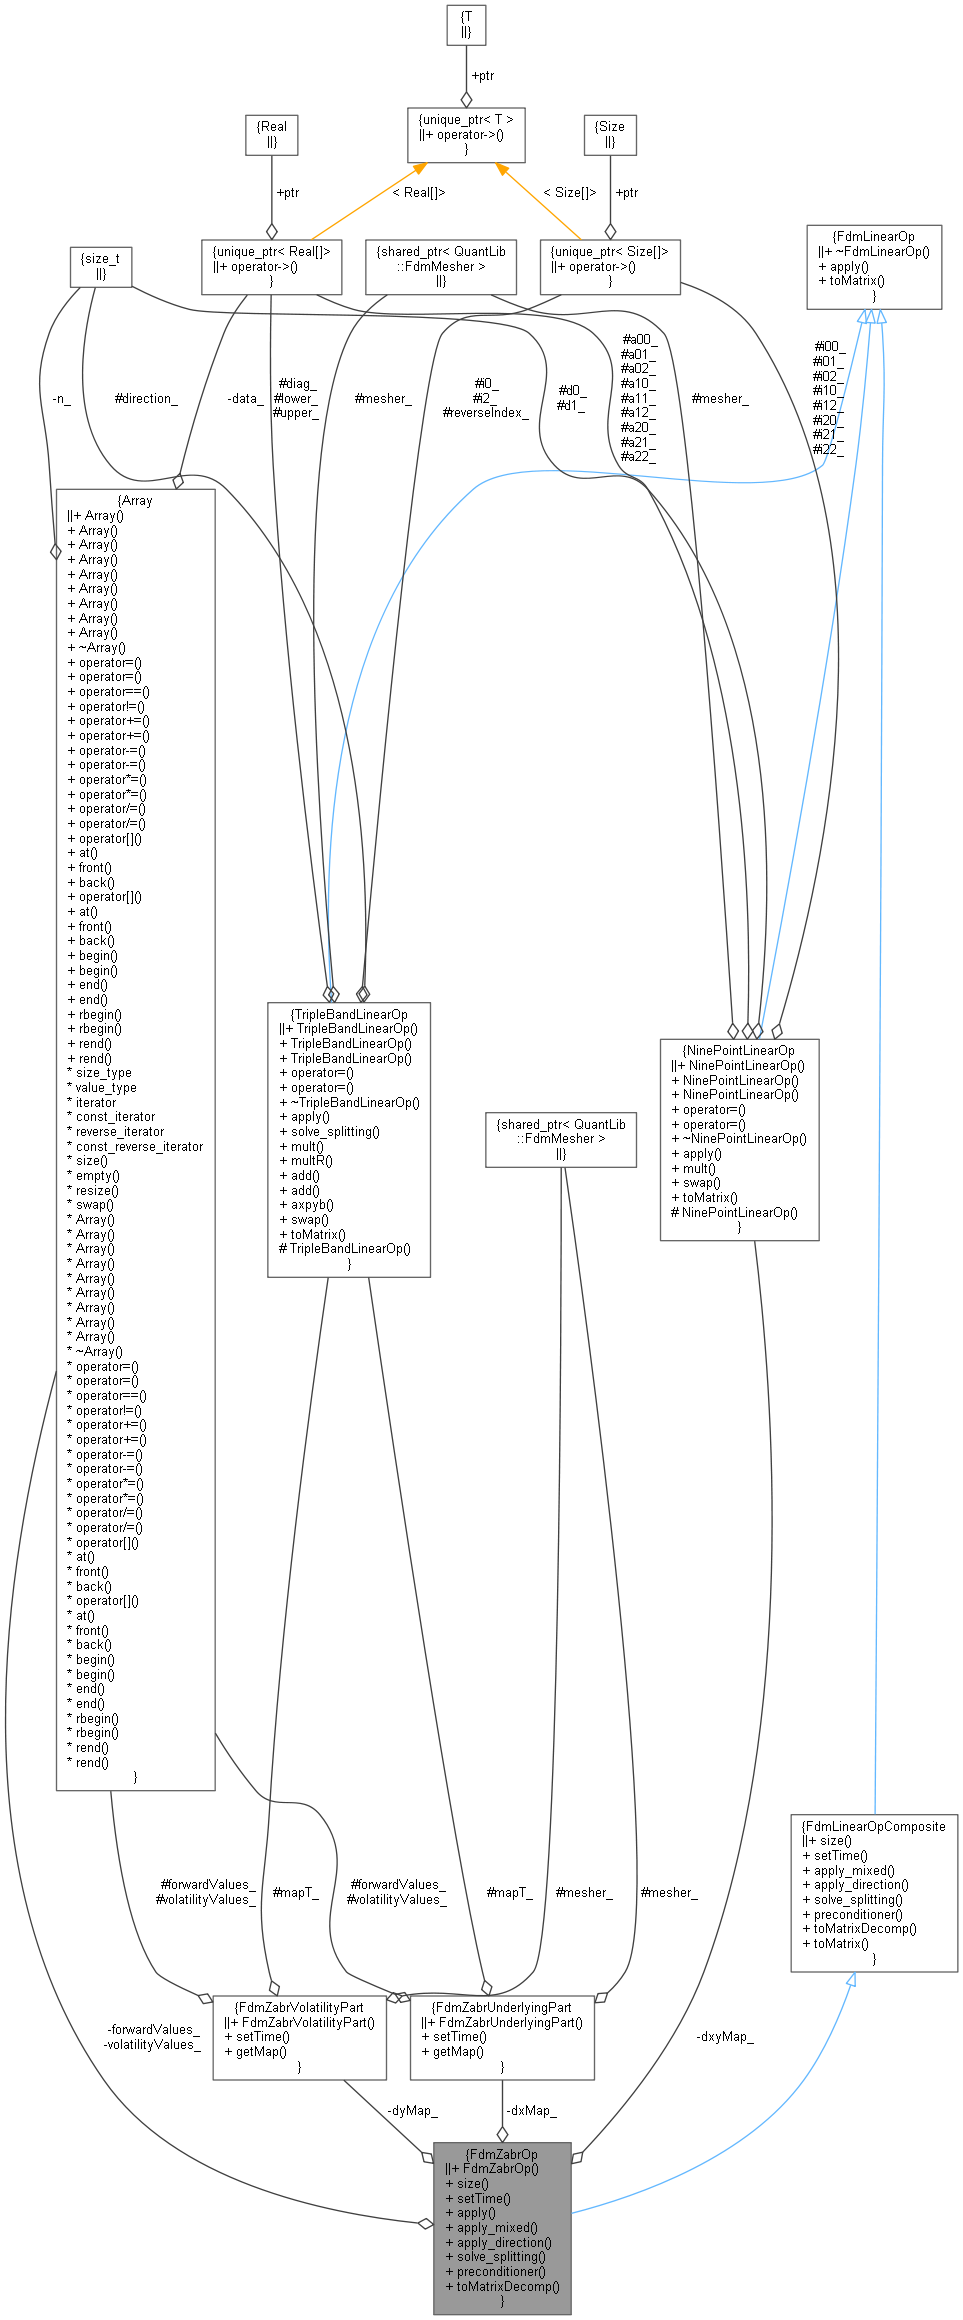 {T
||}
+ptr
{Real
||}
{unique_ptr< T >
||+ operator->()
}
{Size
||}
+ptr
< Real[]>
< Size[]>
+ptr
{size_t
||}
{unique_ptr< Real[]>
||+ operator->()
}
{shared_ptr< QuantLib
::FdmMesher >
||}
{unique_ptr< Size[]>
||+ operator->()
}
{FdmLinearOp
||+ ~FdmLinearOp()
+ apply()
+ toMatrix()
}
-n_
#direction_
-data_
#diag_
#lower_
#upper_
#mesher_
#i0_
#i2_
#reverseIndex_
#d0_
#d1_
#a00_
#a01_
#a02_
#a10_
#a11_
#a12_
#a20_
#a21_
#a22_
#mesher_
#i00_
#i01_
#i02_
#i10_
#i12_
#i20_
#i21_
#i22_
{Array
||+ Array()
+ Array()
+ Array()
+ Array()
+ Array()
+ Array()
+ Array()
+ Array()
+ Array()
+ ~Array()
+ operator=()
+ operator=()
+ operator==()
+ operator!=()
+ operator+=()
+ operator+=()
+ operator-=()
+ operator-=()
+ operator*=()
+ operator*=()
+ operator/=()
+ operator/=()
+ operator[]()
+ at()
+ front()
+ back()
+ operator[]()
+ at()
+ front()
+ back()
+ begin()
+ begin()
+ end()
+ end()
+ rbegin()
+ rbegin()
+ rend()
+ rend()
* size_type
* value_type
* iterator
* const_iterator
* reverse_iterator
* const_reverse_iterator
* size()
* empty()
* resize()
* swap()
* Array()
* Array()
* Array()
* Array()
* Array()
* Array()
* Array()
* Array()
* Array()
* ~Array()
* operator=()
* operator=()
* operator==()
* operator!=()
* operator+=()
* operator+=()
* operator-=()
* operator-=()
* operator*=()
* operator*=()
* operator/=()
* operator/=()
* operator[]()
* at()
* front()
* back()
* operator[]()
* at()
* front()
* back()
* begin()
* begin()
* end()
* end()
* rbegin()
* rbegin()
* rend()
* rend()
}
{TripleBandLinearOp
||+ TripleBandLinearOp()
+ TripleBandLinearOp()
+ TripleBandLinearOp()
+ operator=()
+ operator=()
+ ~TripleBandLinearOp()
+ apply()
+ solve_splitting()
+ mult()
+ multR()
+ add()
+ add()
+ axpyb()
+ swap()
+ toMatrix()
# TripleBandLinearOp()
}
{shared_ptr< QuantLib
::FdmMesher >
||}
{NinePointLinearOp
||+ NinePointLinearOp()
+ NinePointLinearOp()
+ NinePointLinearOp()
+ operator=()
+ operator=()
+ ~NinePointLinearOp()
+ apply()
+ mult()
+ swap()
+ toMatrix()
# NinePointLinearOp()
}
{FdmLinearOpComposite
||+ size()
+ setTime()
+ apply_mixed()
+ apply_direction()
+ solve_splitting()
+ preconditioner()
+ toMatrixDecomp()
+ toMatrix()
}
#forwardValues_
#volatilityValues_
#mapT_
#forwardValues_
#volatilityValues_
#mapT_
#mesher_
#mesher_
{FdmZabrVolatilityPart
||+ FdmZabrVolatilityPart()
+ setTime()
+ getMap()
}
{FdmZabrUnderlyingPart
||+ FdmZabrUnderlyingPart()
+ setTime()
+ getMap()
}
-forwardValues_
-volatilityValues_
-dxyMap_
-dyMap_
-dxMap_
{FdmZabrOp
||+ FdmZabrOp()
+ size()
+ setTime()
+ apply()
+ apply_mixed()
+ apply_direction()
+ solve_splitting()
+ preconditioner()
+ toMatrixDecomp()
}